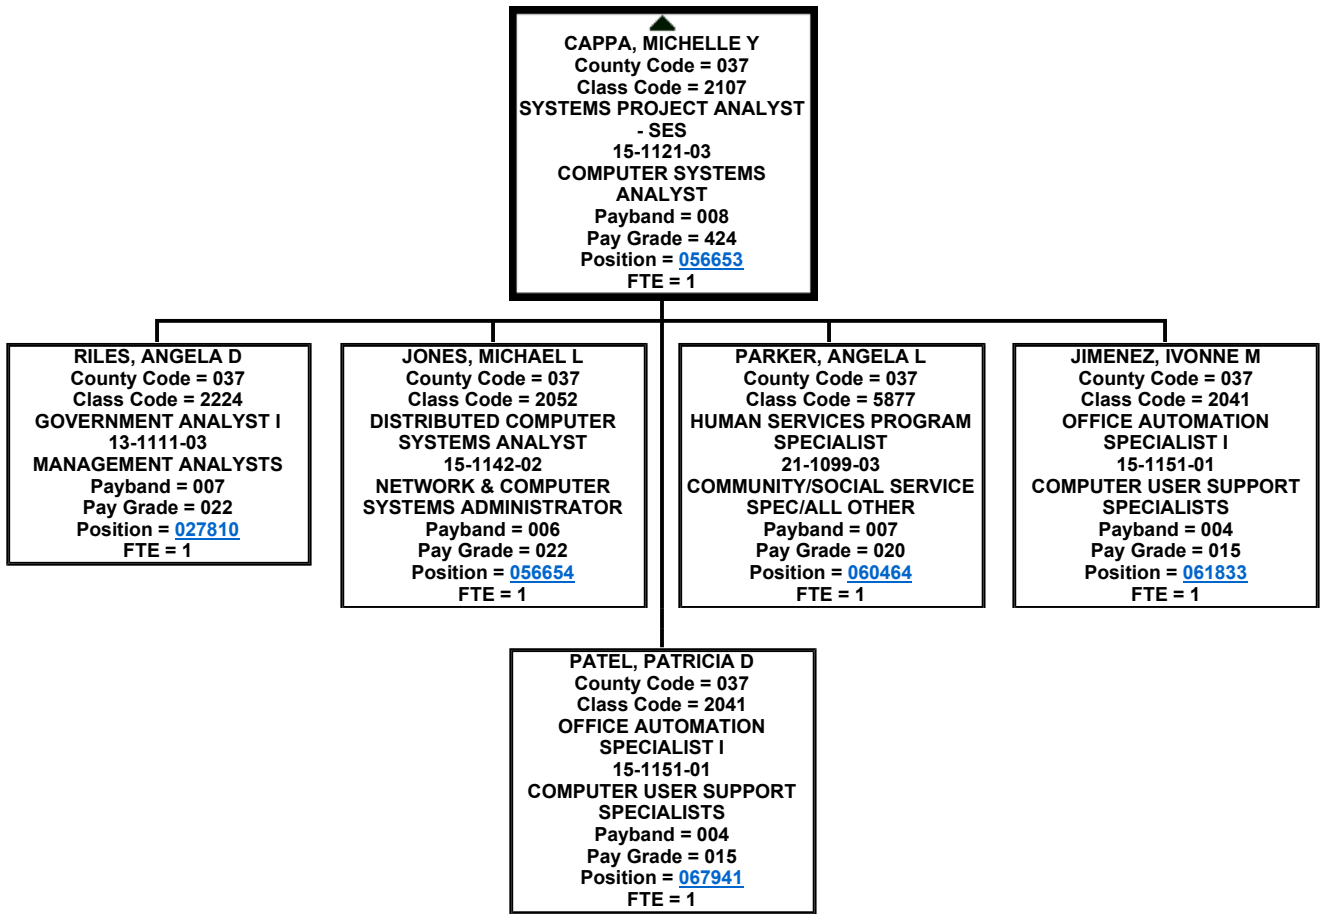 CAPPA, MICHELLE Y
County Code = 037
Class Code = 2107
SYSTEMS PROJECT ANALYST
- SES
15-1121-03
COMPUTER SYSTEMS
ANALYST
Payband = 008
Pay Grade = 424
Position = 056653
FTE = 1
RILES, ANGELA D
County Code = 037
Class Code = 2224
GOVERNMENT ANALYST I
13-1111-03
MANAGEMENT ANALYSTS
Payband = 007
Pay Grade = 022
Position = 027810
FTE = 1
JONES, MICHAEL L
County Code = 037
Class Code = 2052
DISTRIBUTED COMPUTER
SYSTEMS ANALYST
15-1142-02
NETWORK & COMPUTER
SYSTEMS ADMINISTRATOR
Payband = 006
Pay Grade = 022
Position = 056654
FTE = 1
PARKER, ANGELA L
County Code = 037
Class Code = 5877
HUMAN SERVICES PROGRAM
SPECIALIST
21-1099-03
COMMUNITY/SOCIAL SERVICE
SPEC/ALL OTHER
Payband = 007
Pay Grade = 020
Position = 060464
FTE = 1
JIMENEZ, IVONNE M
County Code = 037
Class Code = 2041
OFFICE AUTOMATION
SPECIALIST I
15-1151-01
COMPUTER USER SUPPORT
SPECIALISTS
Payband = 004
Pay Grade = 015
Position = 061833
FTE = 1
PATEL, PATRICIA D
County Code = 037
Class Code = 2041
OFFICE AUTOMATION
SPECIALIST I
15-1151-01
COMPUTER USER SUPPORT
SPECIALISTS
Payband = 004
Pay Grade = 015
Position = 067941
FTE = 1